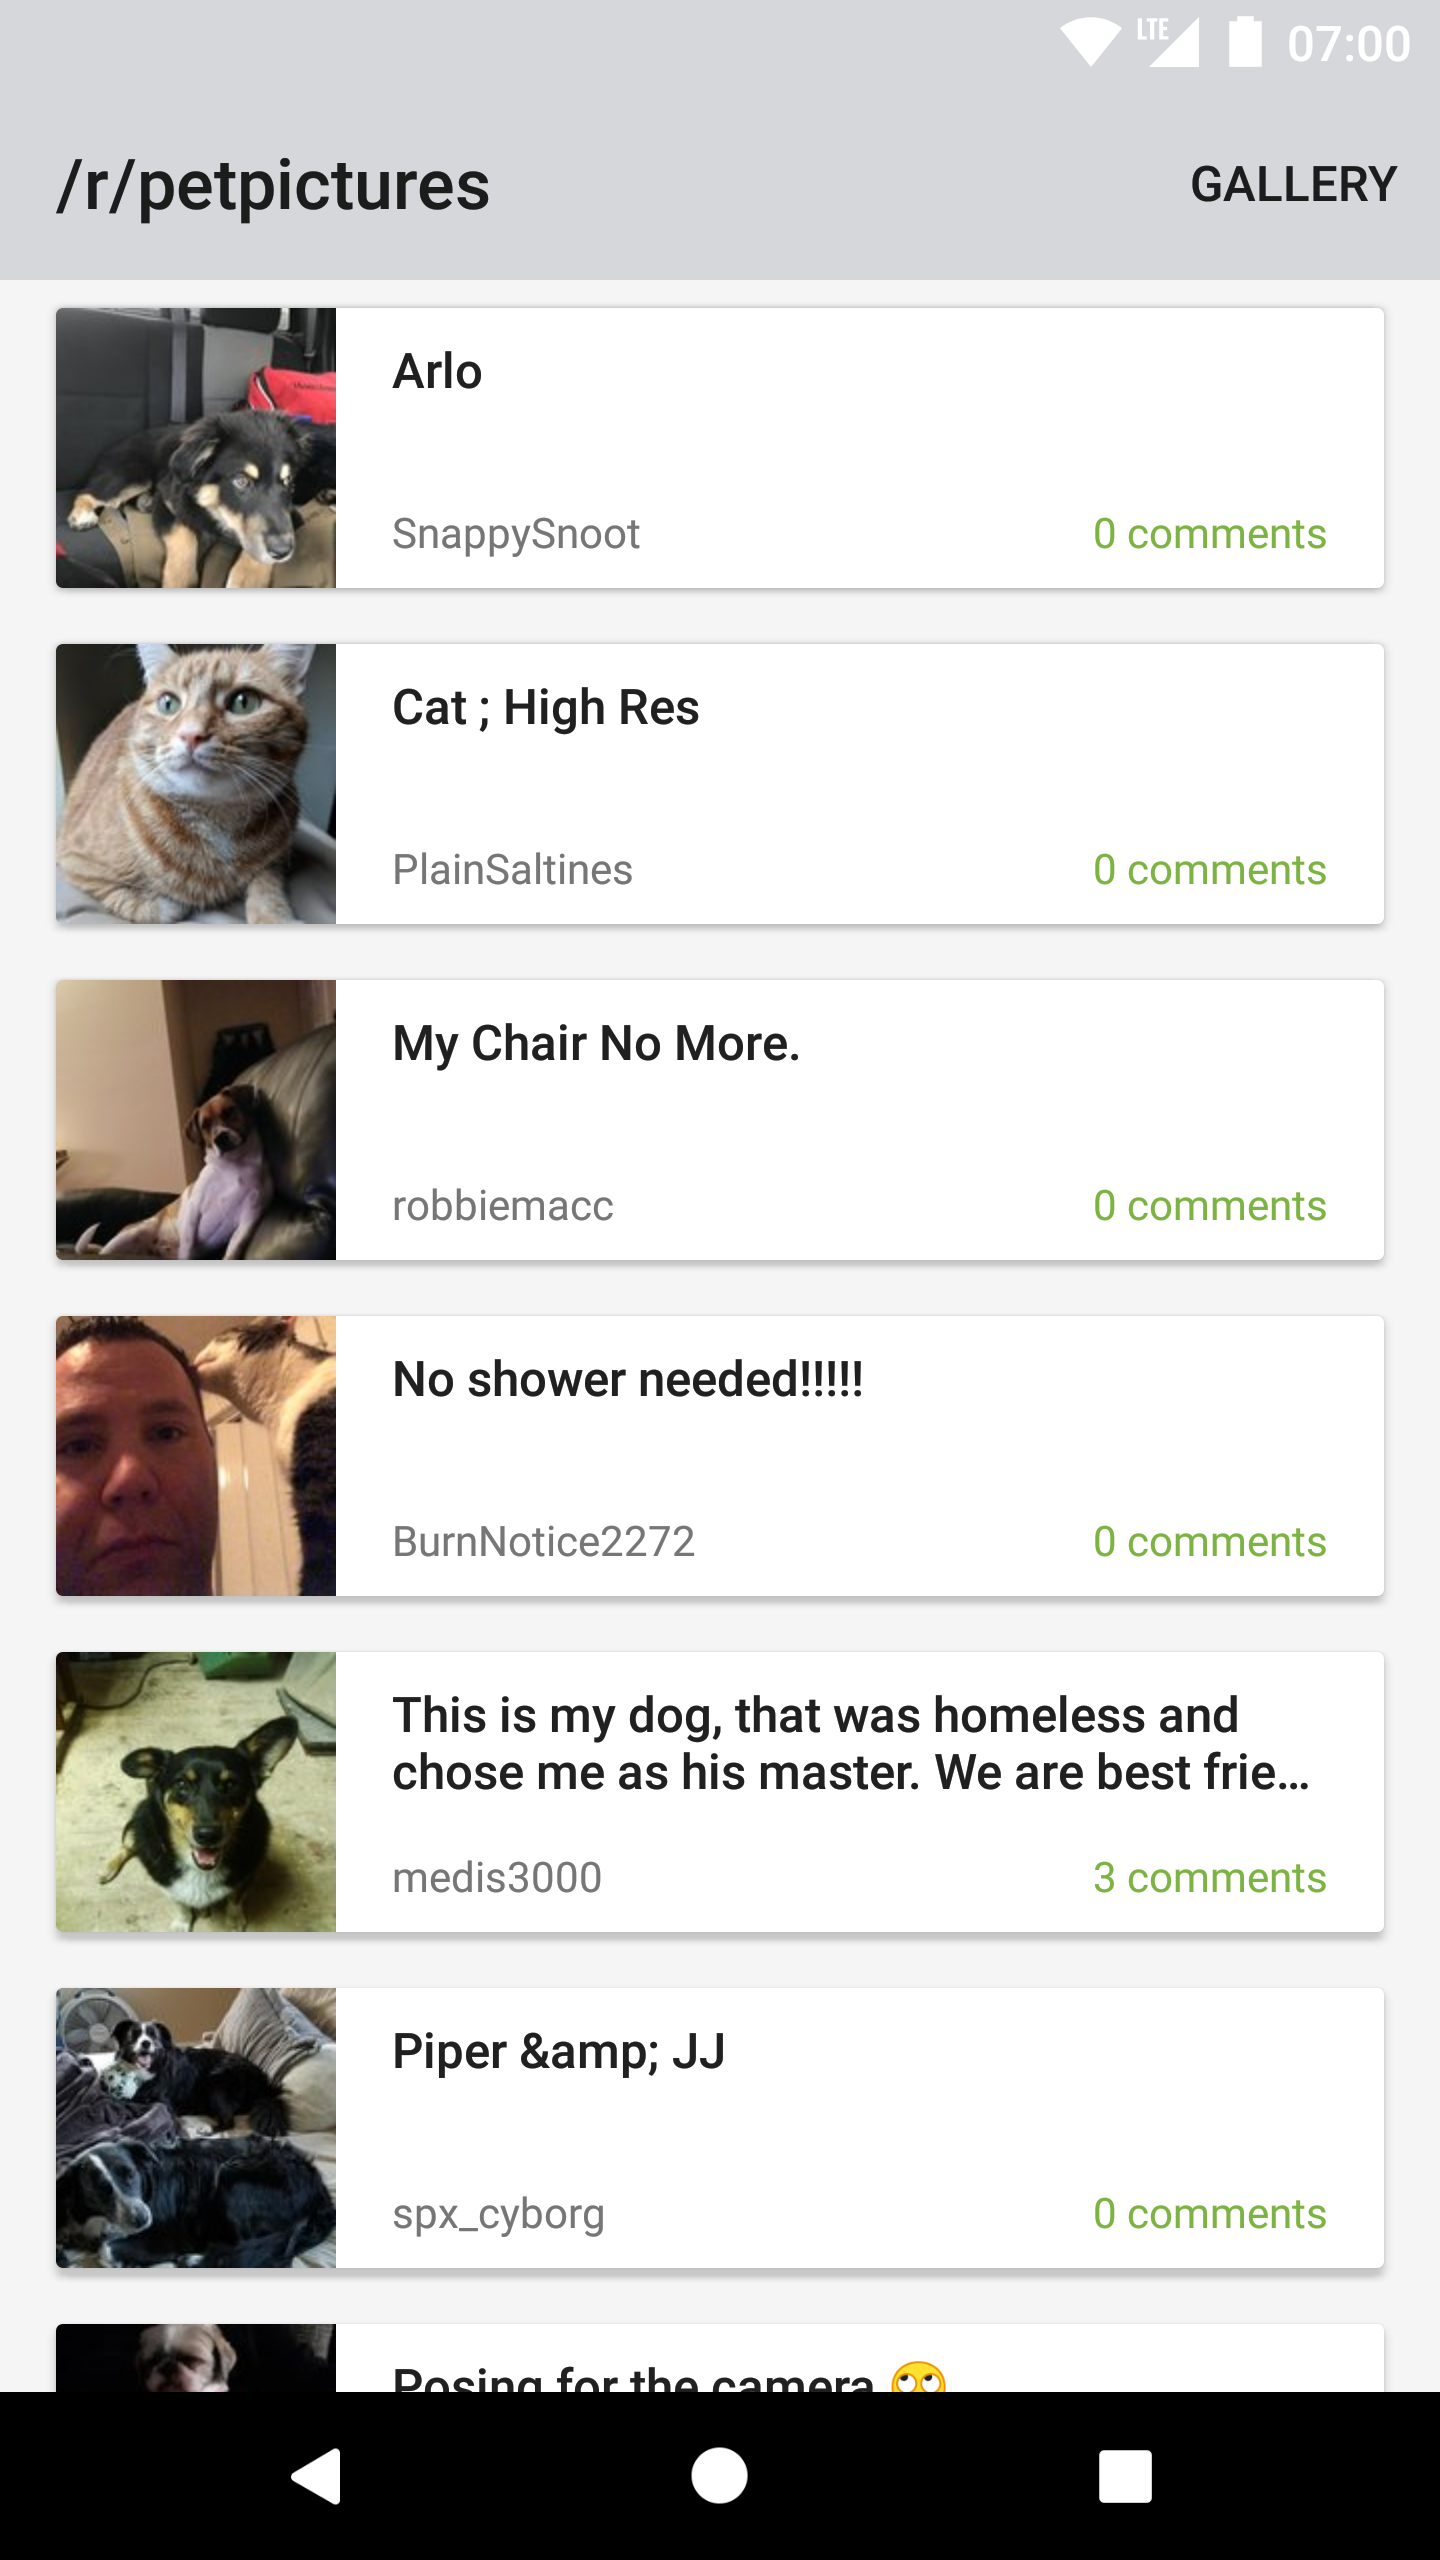 LTE 07:00
/r/petpictures GALLERY
Arlo
SnappySnoot 0 comments
Cat ; High Res
PlainSaltines 0 comments
My Chair No More.
robbiemacc 0 comments
No shower needed!!!!!
BurnNotice2272 0 comments
This is my dog, that was homeless and
chose me as his master. We are best frie…
medis3000 3 comments
Piper &amp;amp; JJ
spx_cyborg 0 comments
Posing for the camera 🙄